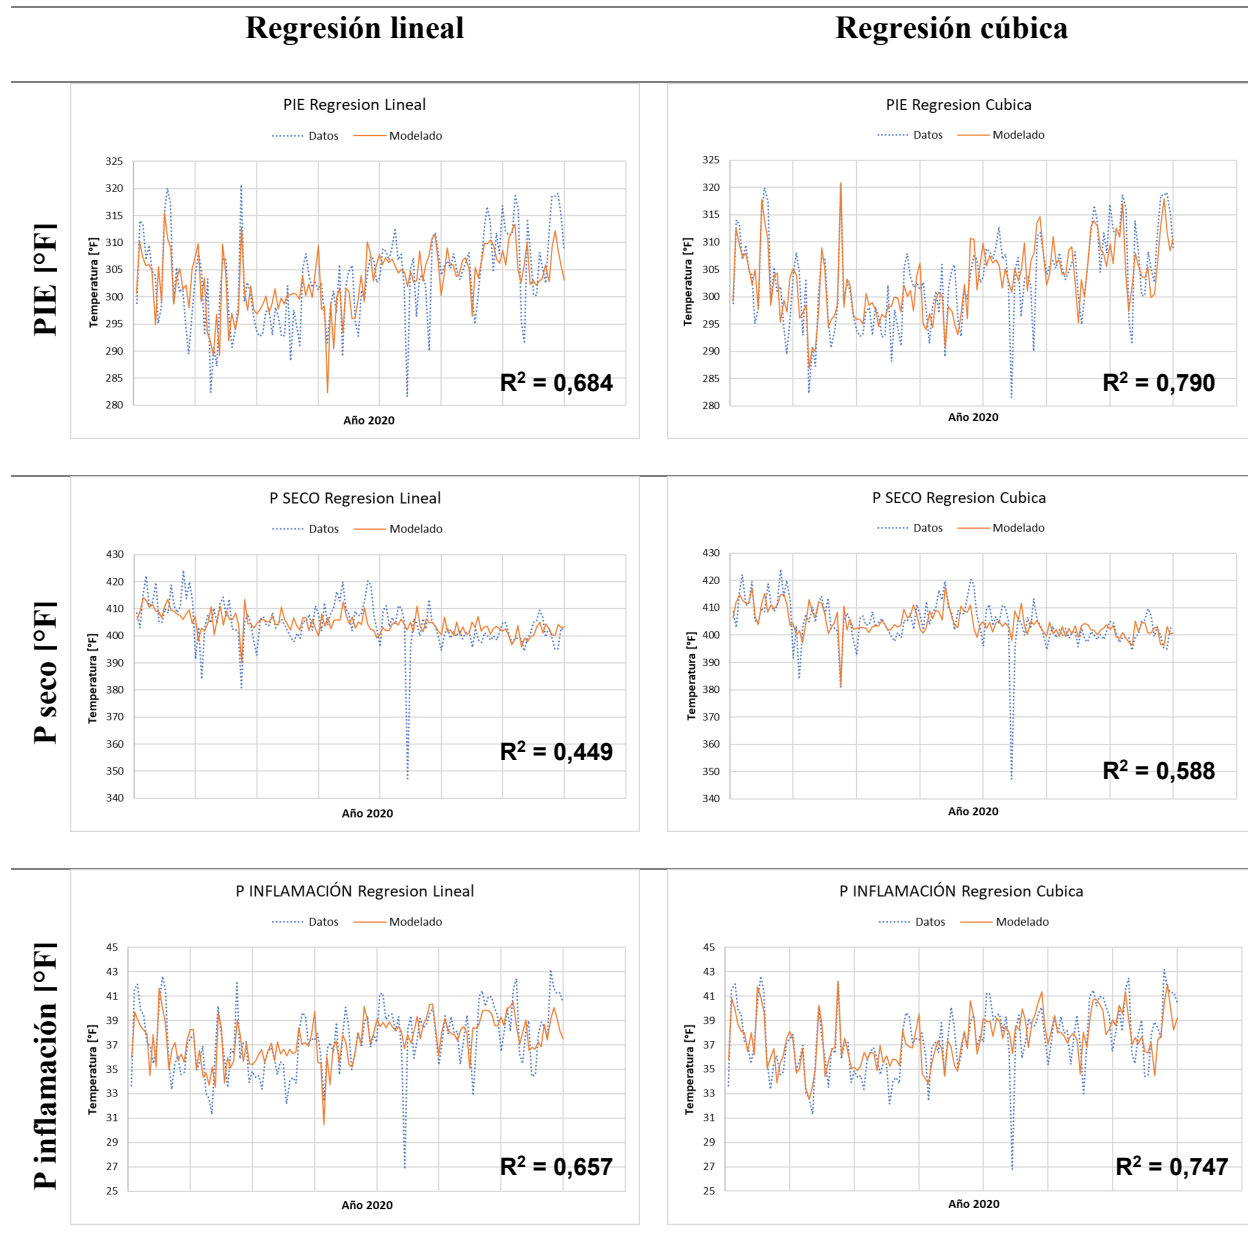 Regresión lineal
Regresión cúbica
PIE [°F]
PIE Regresion Lineal
Datos
Modelado
Temperatura [°F]
325
320
315
310
305
300
295
290
285
280
R² = 0,684
Año 2020
PIE Regresion Cubica
Datos
Modelado
Temperatura [°F]
325
320
315
310
305
300
295
290
285
280
R² = 0,790
Año 2020
P seco [°F]
P SECO Regresion Lineal
Datos
Modelado
Temperatura [°F]
430
420
410
400
390
380
370
360
350
340
R² = 0,449
Año 2020
P SECO Regresion Cubica
Datos
Modelado
Temperatura [°F]
430
420
410
400
390
380
370
360
350
340
R² = 0,588
Año 2020
P inflamación [°F]
P INFLAMACIÓN Regresion Lineal
Datos
Modelado
Temperatura [°F]
45
43
41
39
37
35
33
31
29
27
25
R² = 0,657
Año 2020
P INFLAMACIÓN Regresion Cubica
Datos
Modelado
Temperatura [°F]
45
43
41
39
37
35
33
31
29
27
25
R² = 0,747
Año 2020